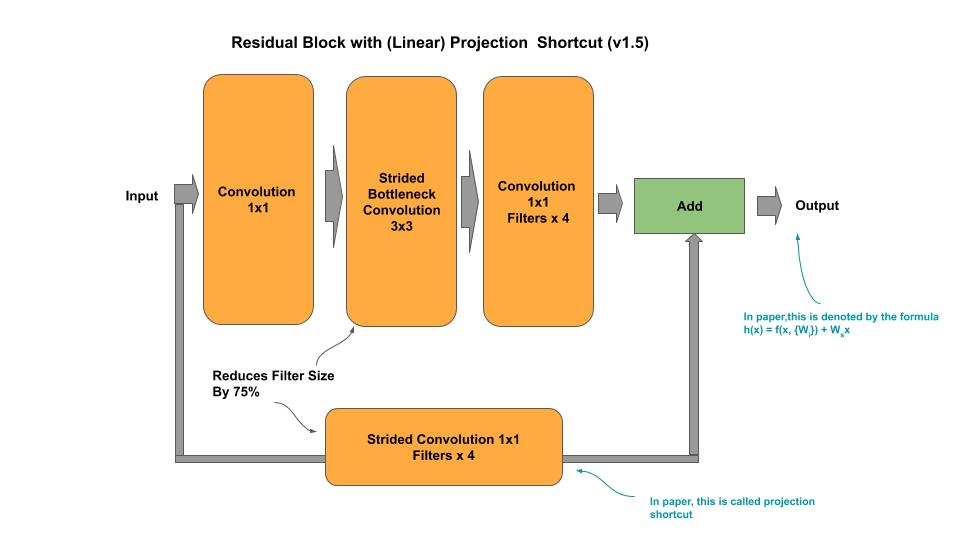 Residual Block with (Linear) Projection  Shortcut (v1.5)
Input
Convolution
1x1
Strided
Bottleneck
Convolution
3x3
Convolution
1x1
Filters x 4
Add
Output
In paper,this is denoted by the formula
h(x) = f(x, {Wᵢ}) + Wₛx
Reduces Filter Size
By 75%
Strided Convolution 1x1
Filters x 4
In paper, this is called projection
shortcut